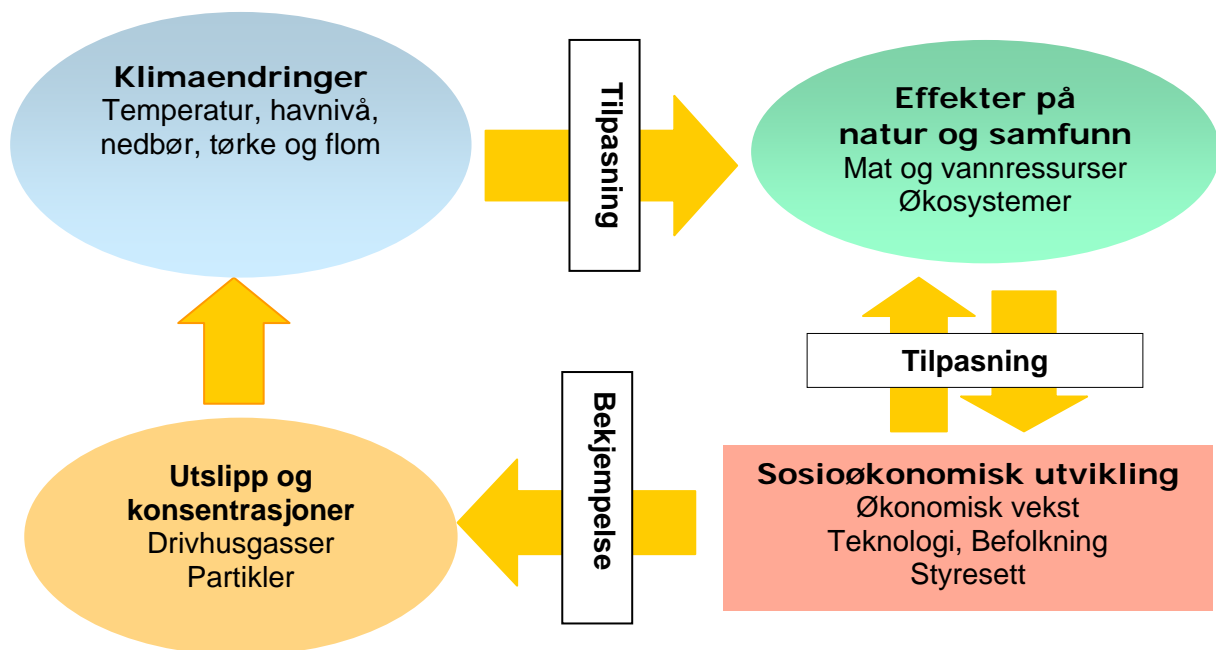 Klimaendringer
Temperatur, havnivå,
nedbør, tørke og flom
Tilpasning
Effekter på
natur og samfunn
Mat og vannressurser
Økosystemer
Tilpasning
Utslipp og
konsentrasjoner
Drivhusgasser
Partikler
Bekjempelse
Sosioøkonomisk utvikling
Økonomisk vekst
Teknologi, Befolkning
Styresett